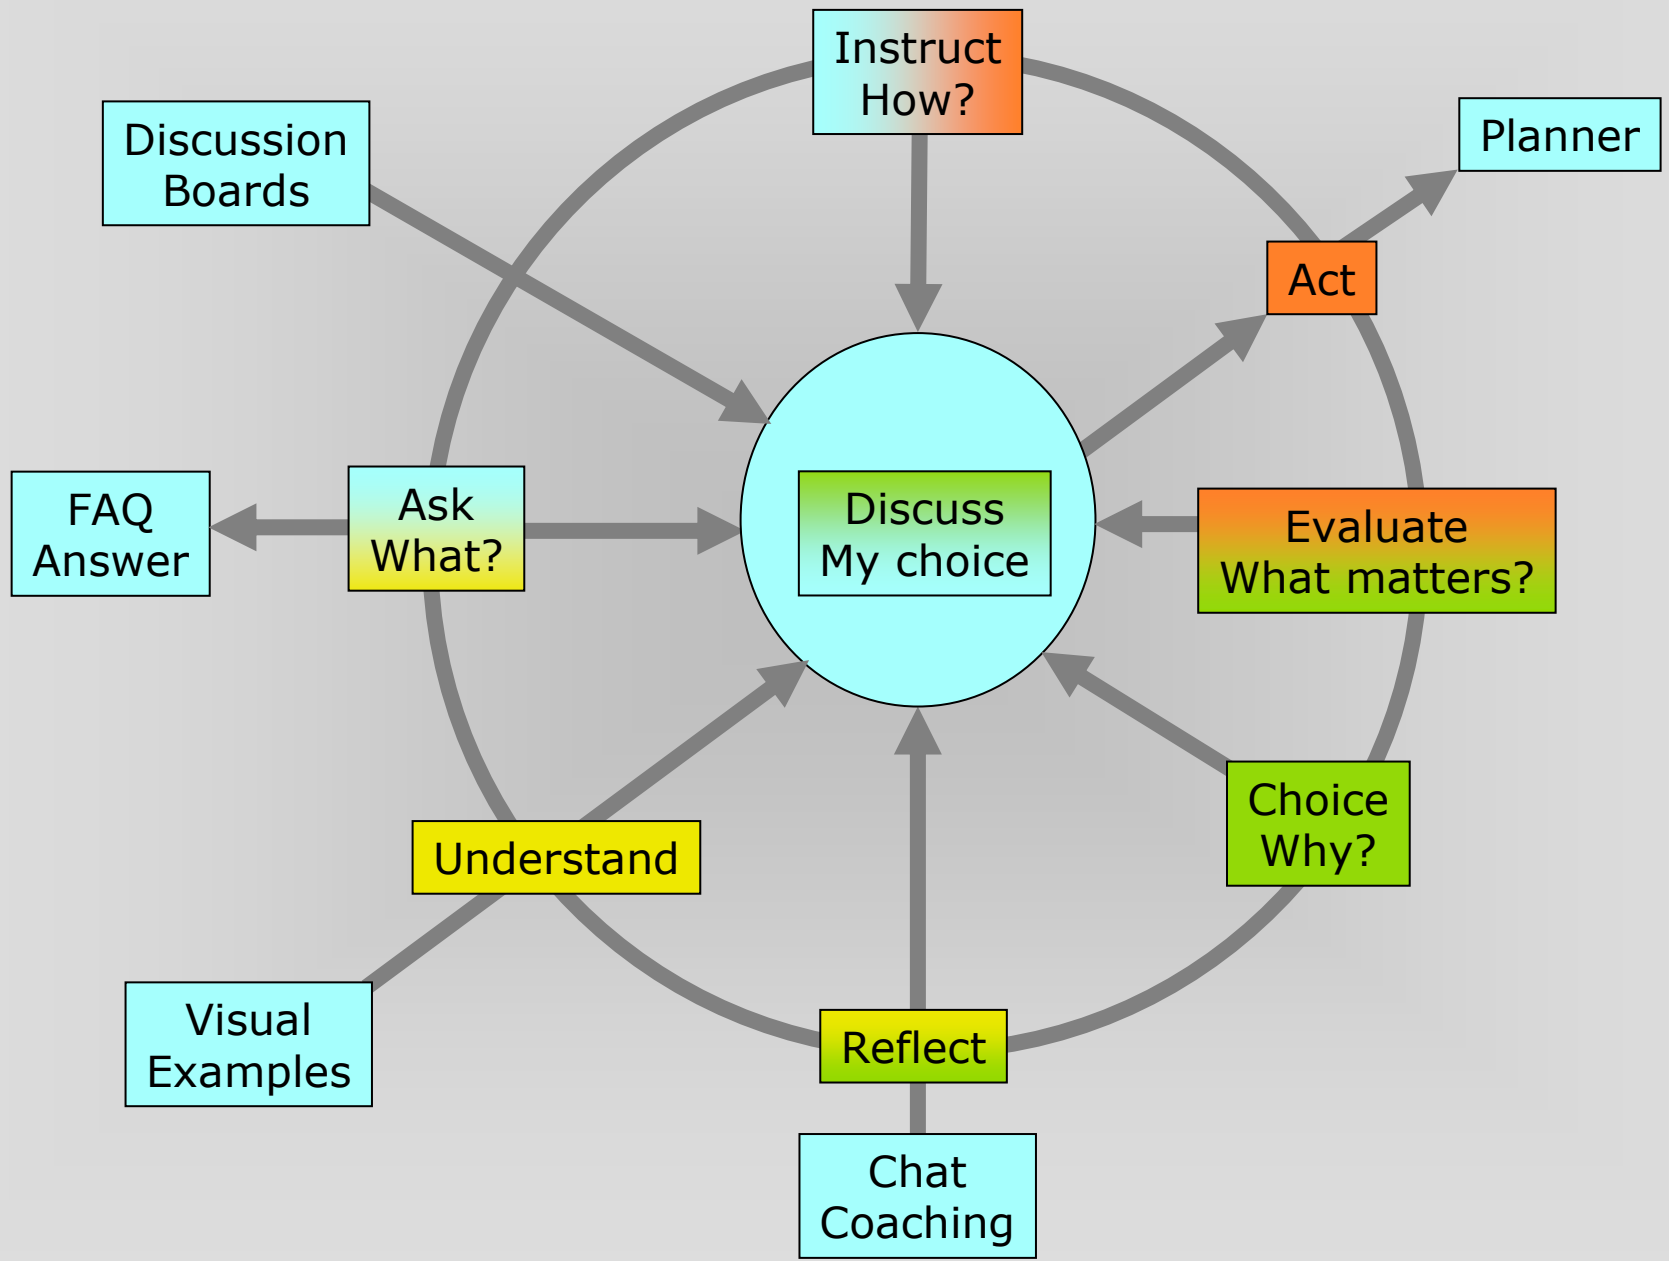 Instruct
How?
Discussion
Boards
Planner
Act
FAQ
Answer
Ask
What?
Discuss
My choice
Evaluate
What matters?
Choice
Why?
Understand
Visual
Examples
Reflect
Chat
Coaching